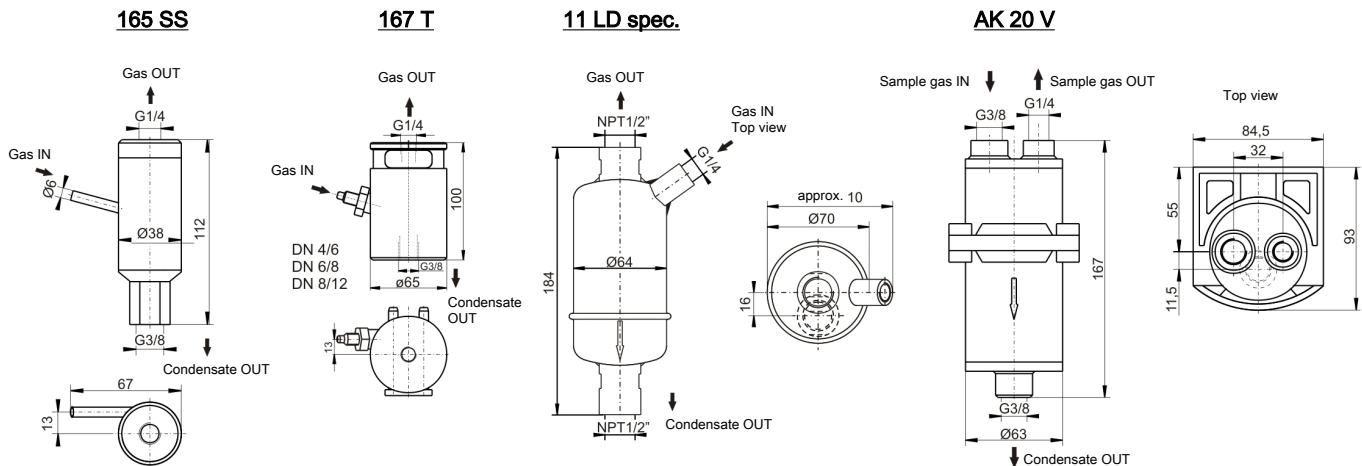 165 SS
Gas OUT
G1/4
Gas IN
Ø6
Ø38
112
G3/8
Condensate OUT
67
13
167 T
Gas OUT
G1/4
Gas IN
100
DN 4/6
DN 6/8
DN 8/12
G3/8
ø65
Condensate
OUT
13
11 LD spec.
Gas OUT
NPT1/2"
Gas IN
Top view
G1/4
184
Ø64
NPT1/2"
Condensate OUT
approx. 10
Ø70
16
AK 20 V
Sample gas IN
Sample gas OUT
G3/8
G1/4
167
G3/8
Ø63
Condensate OUT
Top view
84,5
32
55
11,5
93